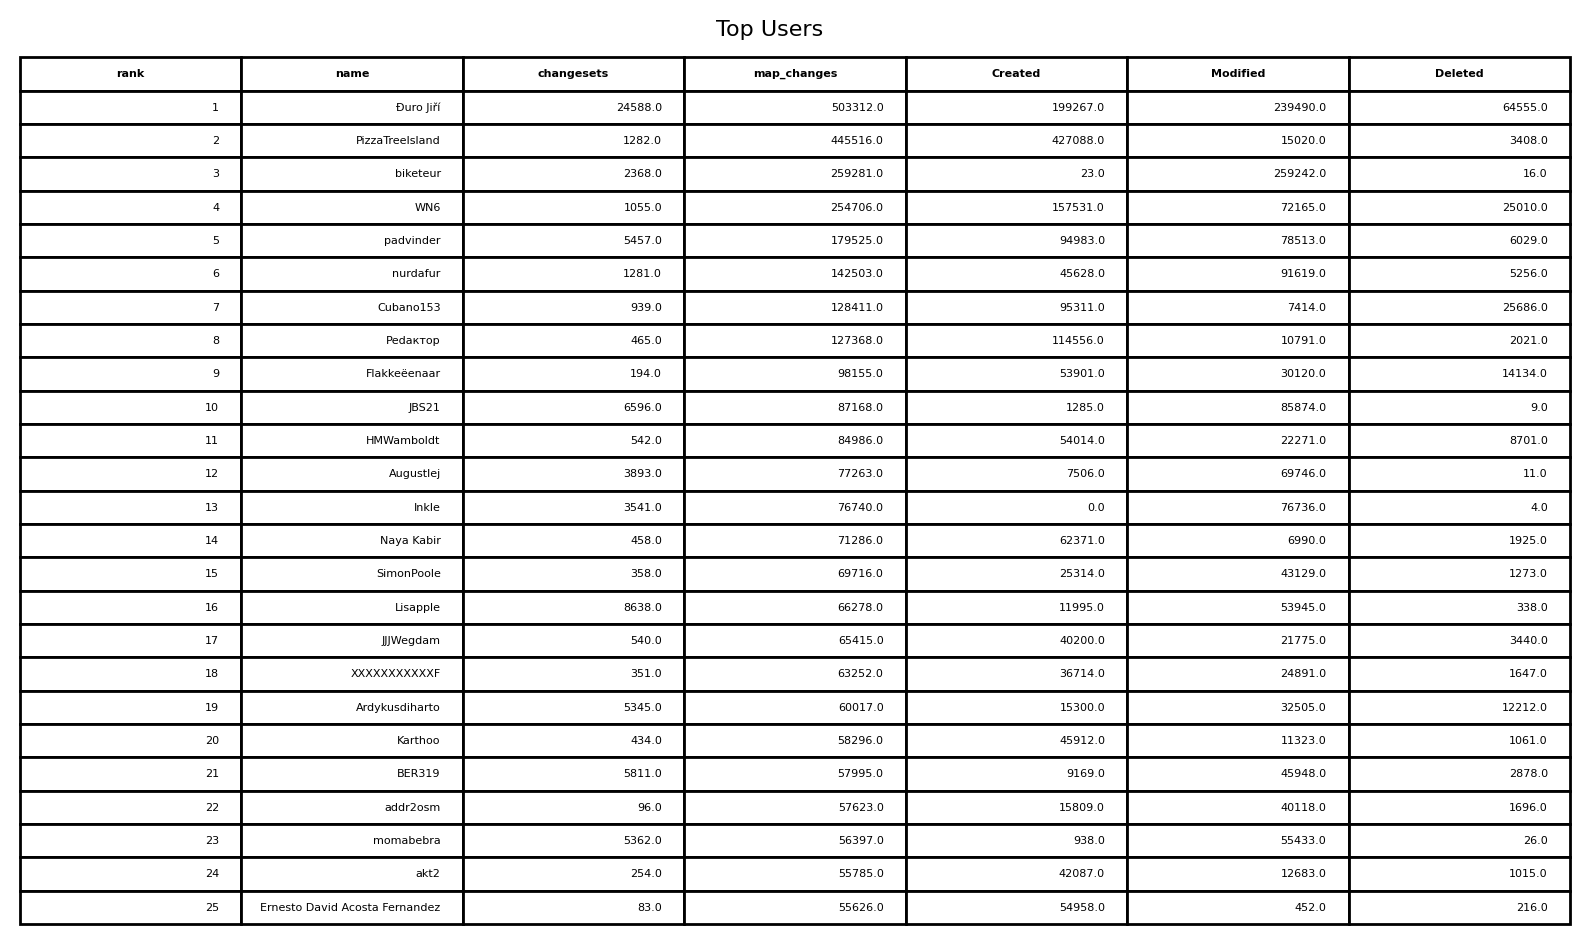 Top Users
rank name changesets map_changes Created Modified Deleted
1 Đuro Jiří 24588.0 503312.0 199267.0 239490.0 64555.0
2 PizzaTreeIsland 1282.0 445516.0 427088.0 15020.0 3408.0
3 biketeur 2368.0 259281.0 23.0 259242.0 16.0
4 WN6 1055.0 254706.0 157531.0 72165.0 25010.0
5 padvinder 5457.0 179525.0 94983.0 78513.0 6029.0
6 nurdafur 1281.0 142503.0 45628.0 91619.0 5256.0
7 Cubano153 939.0 128411.0 95311.0 7414.0 25686.0
8 Редактор 465.0 127368.0 114556.0 10791.0 2021.0
9 Flakkeëenaar 194.0 98155.0 53901.0 30120.0 14134.0
10 JBS21 6596.0 87168.0 1285.0 85874.0 9.0
11 HMWamboldt 542.0 84986.0 54014.0 22271.0 8701.0
12 Augustlej 3893.0 77263.0 7506.0 69746.0 11.0
13 Inkle 3541.0 76740.0 0.0 76736.0 4.0
14 Naya Kabir 458.0 71286.0 62371.0 6990.0 1925.0
15 SimonPoole 358.0 69716.0 25314.0 43129.0 1273.0
16 Lisapple 8638.0 66278.0 11995.0 53945.0 338.0
17 JJJWegdam 540.0 65415.0 40200.0 21775.0 3440.0
18 XXXXXXXXXXXF 351.0 63252.0 36714.0 24891.0 1647.0
19 Ardykusdiharto 5345.0 60017.0 15300.0 32505.0 12212.0
20 Karthoo 434.0 58296.0 45912.0 11323.0 1061.0
21 BER319 5811.0 57995.0 9169.0 45948.0 2878.0
22 addr2osm 96.0 57623.0 15809.0 40118.0 1696.0
23 momabebra 5362.0 56397.0 938.0 55433.0 26.0
24 akt2 254.0 55785.0 42087.0 12683.0 1015.0
25 Ernesto David Acosta Fernandez 83.0 55626.0 54958.0 452.0 216.0